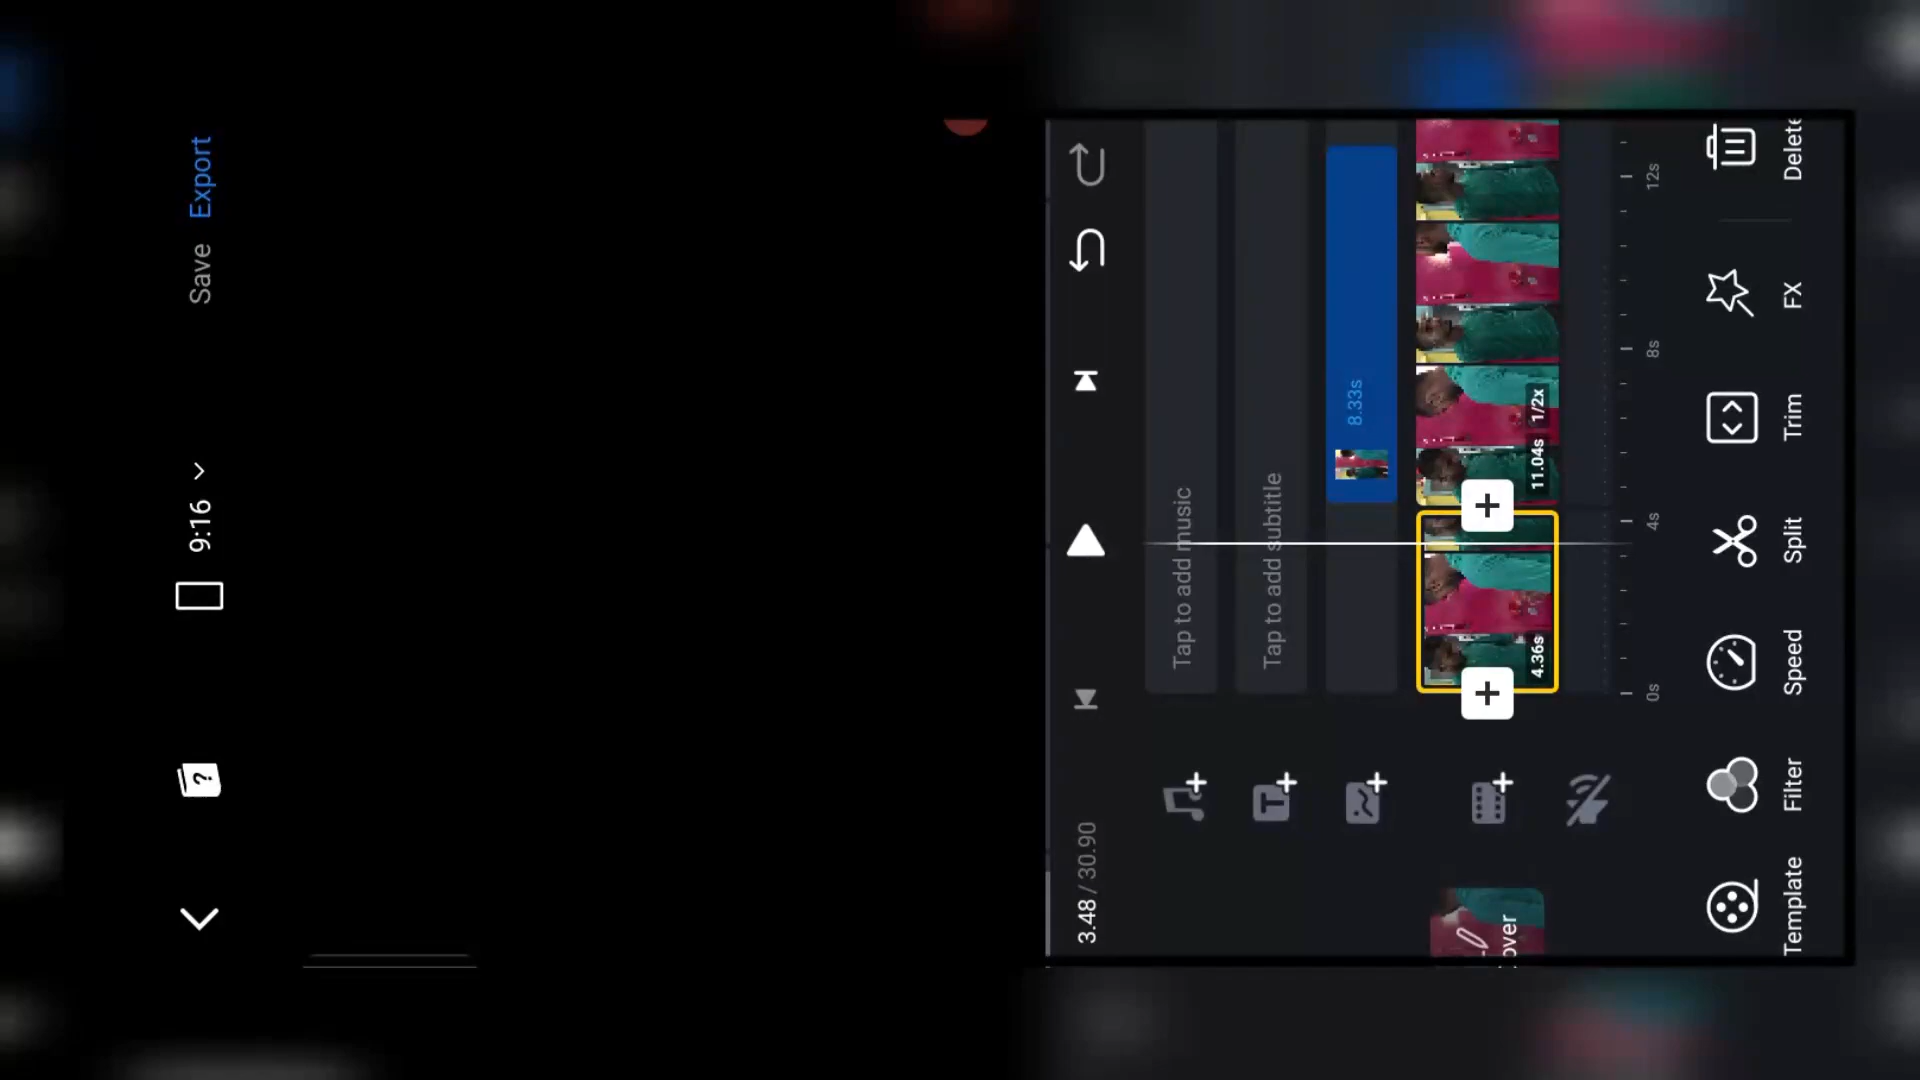 9:16
Save
Export
3.48 / 30.90
Tap to add music
Tap to add subtitle
8.33s
4.36s
11.04s
1/2x
0s
4s
8s
12s
Template
Filter
Speed
Split
Trim
FX
Delete